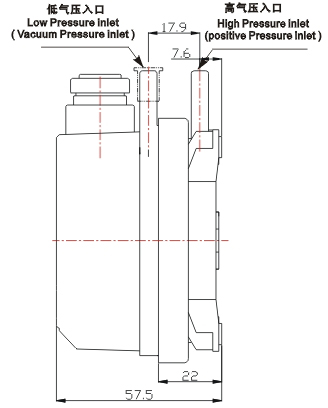 低气压入口
Low Pressure inlet
( Vacuum Pressure inlet )
高气压入口
High Pressure inlet
(positive Pressure inlet )
17.9
7.6
22
57.5